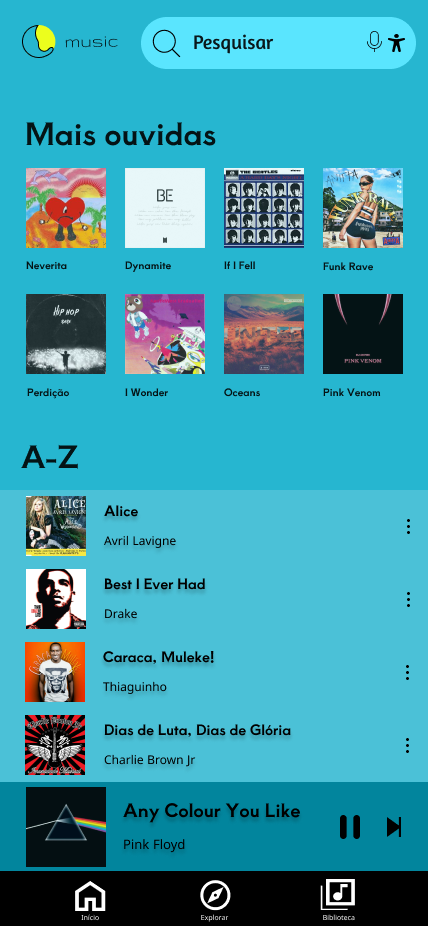 music
Pesquisar
Mais ouvidas
BE
THE BEATLES
ANITTA
Neverita
Dynamite
If I Fell
Funk Rave
HIP HOP
PINK VENOM
Perdição
I Wonder
Oceans
Pink Venom
A-Z
ALICE
AVRIL LAVIGNE
Alice
Avril Lavigne
Best I Ever Had
Drake
Caraca, Muleke!
Thiaguinho
Dias de Luta, Dias de Glória
Charlie Brown Jr
Any Colour You Like
Pink Floyd
Início
Explorar
Biblioteca